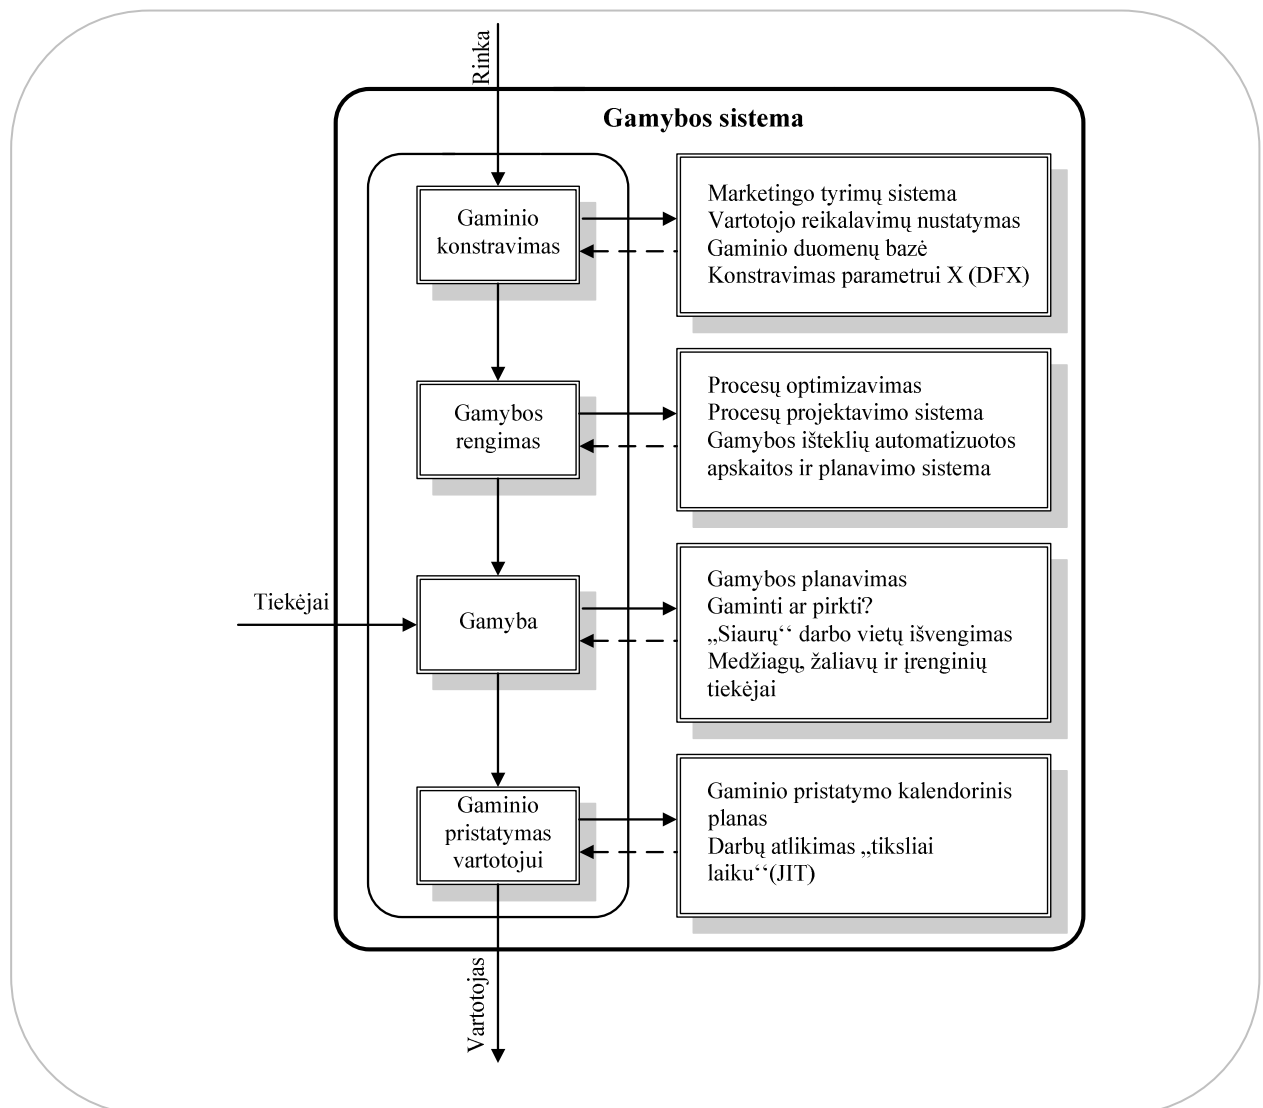 Rinka
Gamybos sistema
Gaminio
konstravimas
Marketingo tyrimų sistema
Vartotojo reikalavimų nustatymas
Gaminio duomenų bazė
Konstravimas parametrui X (DFX)
Gamybos
rengimas
Procesų optimizavimas
Procesų projektavimo sistema
Gamybos išteklių automatizuotos
apskaitos ir planavimo sistema
Tiekėjai
Gamyba
Gamybos planavimas
Gaminti ar pirkti?
„Siaurų“ darbo vietų išvengimas
Medžiagų, žaliavų ir įrenginių
tiekėjai
Gaminio
pristatymas
vartotojui
Gaminio pristatymo kalendorinis
planas
Darbų atlikimas „tiksliai
laiku“(JIT)
Vartotojas